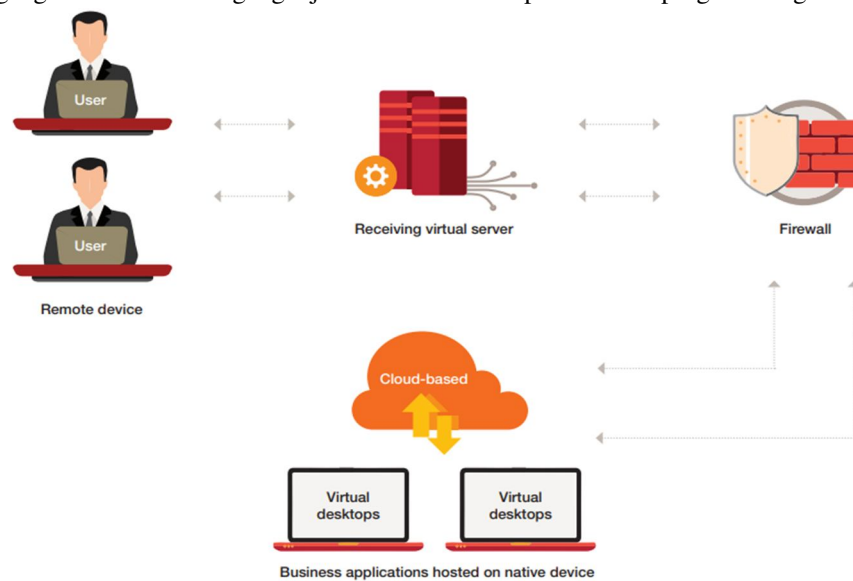 User
User
Remote device
Receiving virtual server
Firewall
Cloud-based
Virtual
desktops
Virtual
desktops
Business applications hosted on native device